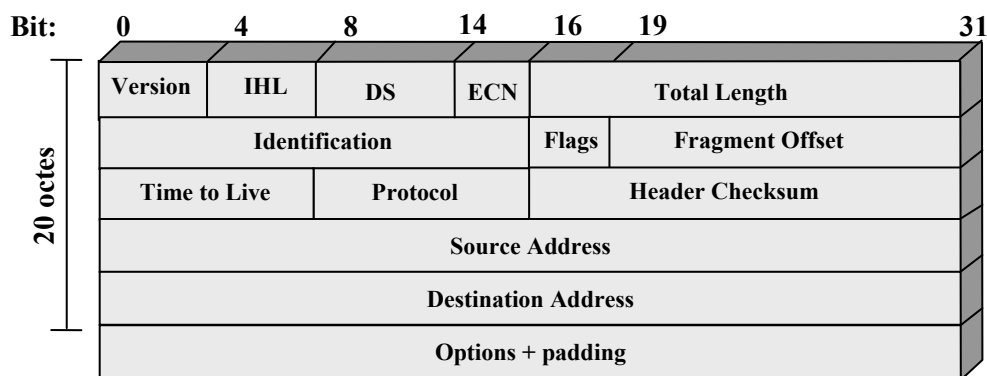 Bit: 0 4 8 14 16 19 31
Version IHL DS ECN Total Length
Identification Flags Fragment Offset
Time to Live Protocol Header Checksum
Source Address
Destination Address
Options + padding
20 octes